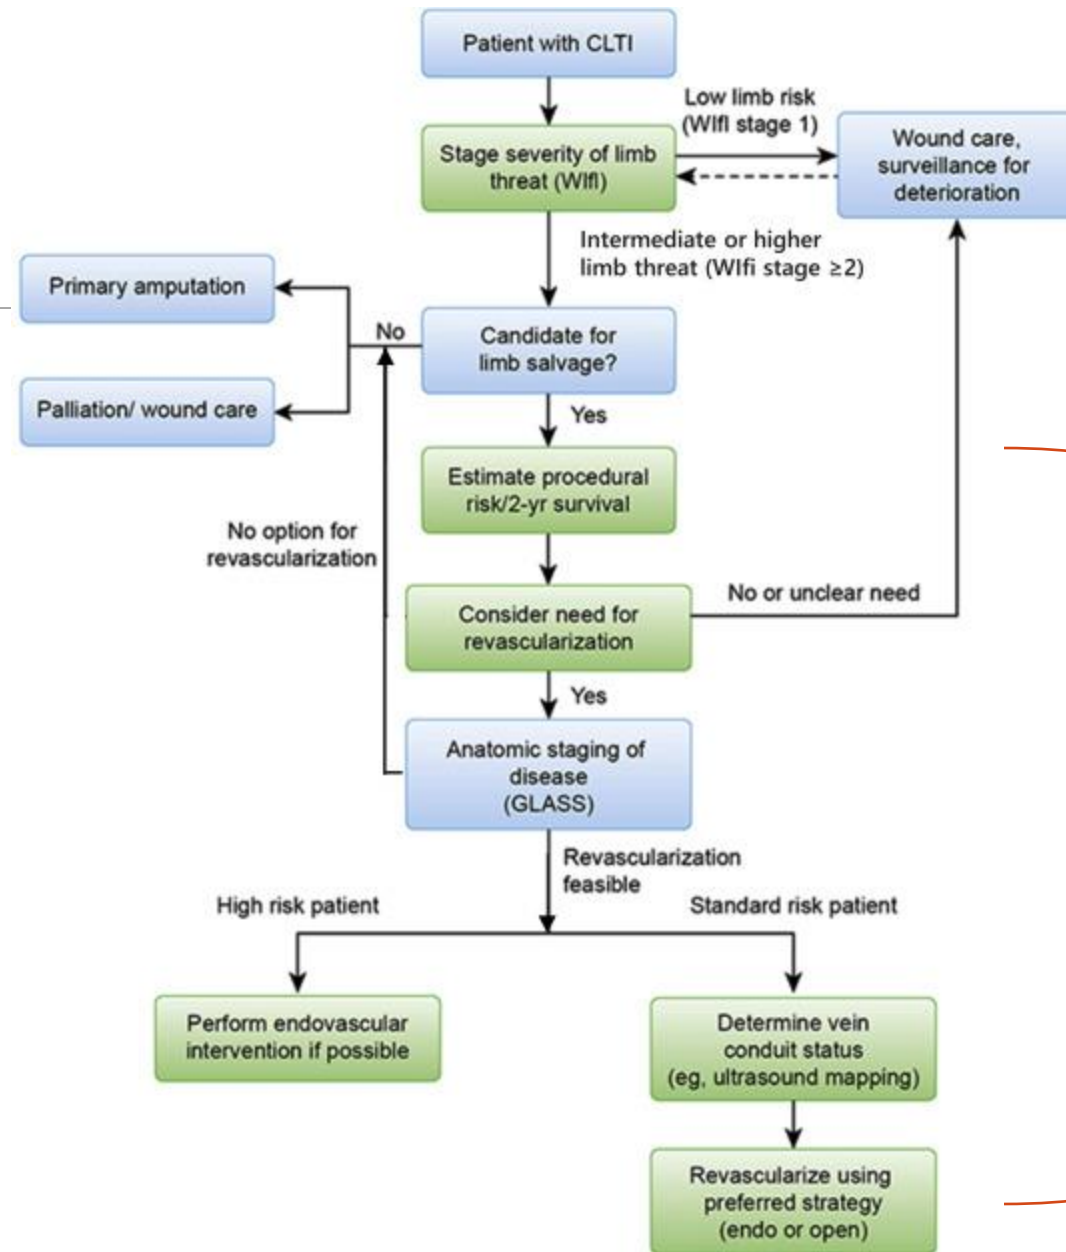 Patient with CLTI
Low limb risk
(WIfI stage 1)
Stage severity of limb
threat (WIfI)
Wound care,
surveillance for
deterioration
Intermediate or higher
limb threat (WIfi stage ≥2)
Primary amputation
No
Candidate for
limb salvage?
Palliation/ wound care
Yes
Estimate procedural
risk/2-yr survival
No option for
revascularization
Consider need for
revascularization
No or unclear need
Yes
Anatomic staging of
disease
(GLASS)
Revascularization
feasible
High risk patient
Standard risk patient
Perform endovascular
intervention if possible
Determine vein
conduit status
(eg, ultrasound mapping)
Revascularize using
preferred strategy
(endo or open)